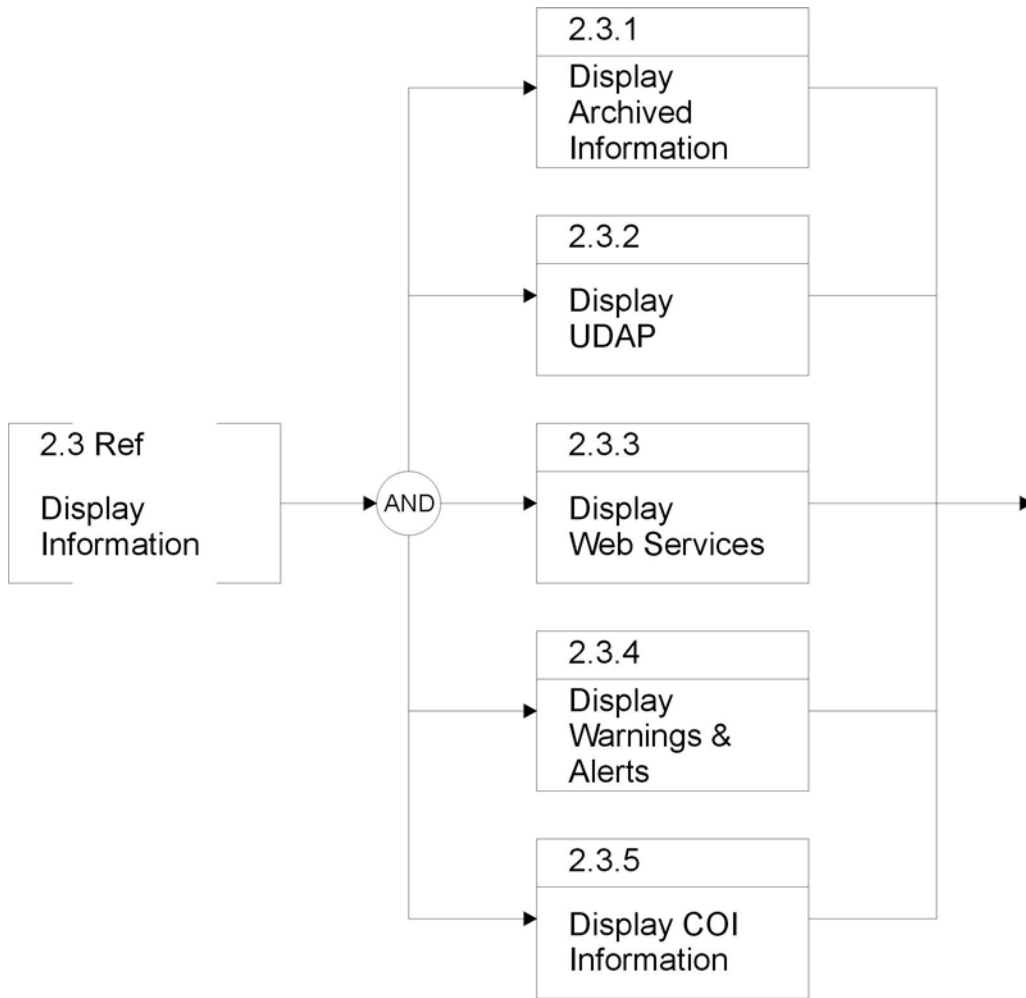 2.3.1
Display
Archived
Information
2.3.2
Display
UDAP
2.3 Ref
Display
Information
AND
2.3.3
Display
Web Services
2.3.4
Display
Warnings &
Alerts
2.3.5
Display COI
Information